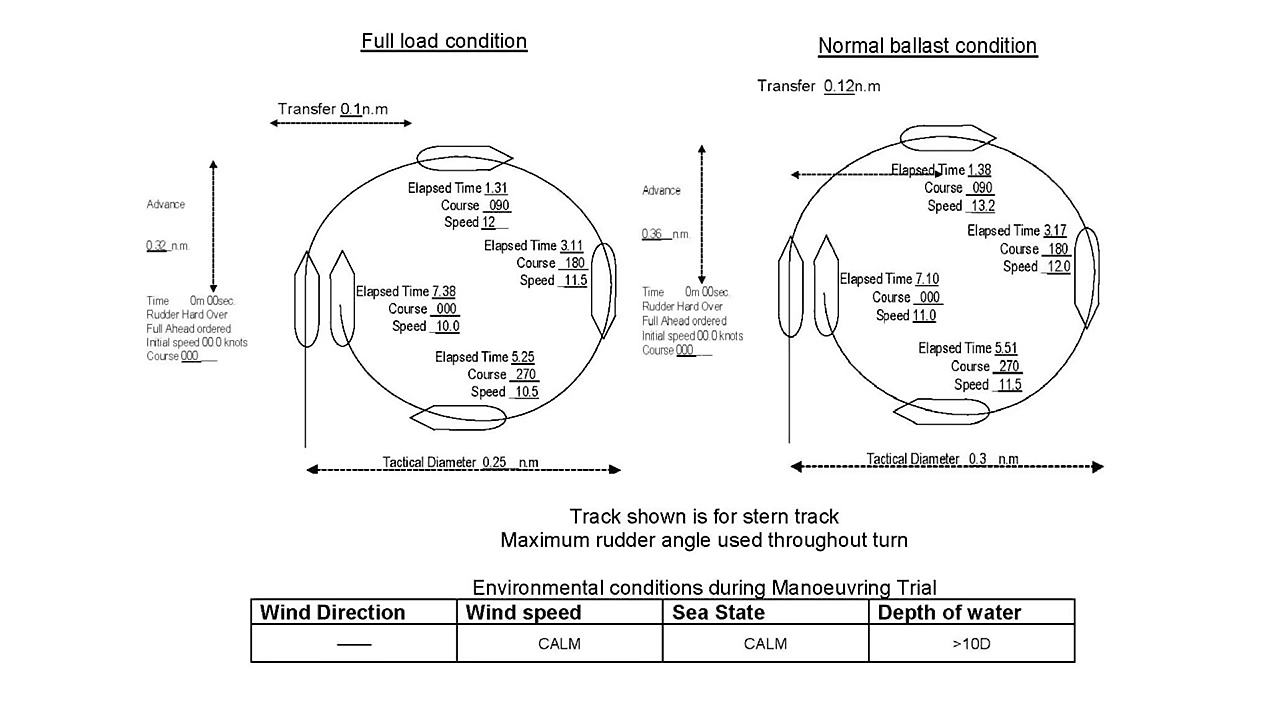 Full load condition
Transfer 0.1n.m
Advance
0.32 n.m.
Time 0m 00sec.
Rudder Hard Over
Full Ahead ordered
Initial speed 00.0 knots
Course 000
Elapsed Time 1.31
Course 090
Speed 12
Elapsed Time 3.11
Course 180
Speed 11.5
Elapsed Time 7.38
Course 000
Speed 10.0
Elapsed Time 5.25
Course 270
Speed 10.5
Tactical Diameter 0.25 n.m
Normal ballast condition
Transfer 0.12n.m
Advance
0.36 n.m.
Time 0m 00sec.
Rudder Hard Over
Full Ahead ordered
Initial speed 00.0 knots
Course 000
Elapsed Time 1.38
Course 090
Speed 13.2
Elapsed Time 3.17
Course 180
Speed 12.0
Elapsed Time 7.10
Course 000
Speed 11.0
Elapsed Time 5.51
Course 270
Speed 11.5
Tactical Diameter 0.3 n.m
Track shown is for stern track
Maximum rudder angle used throughout turn
Environmental conditions during Manoeuvring Trial
Wind Direction Wind speed Sea State Depth of water
—— CALM CALM >10D